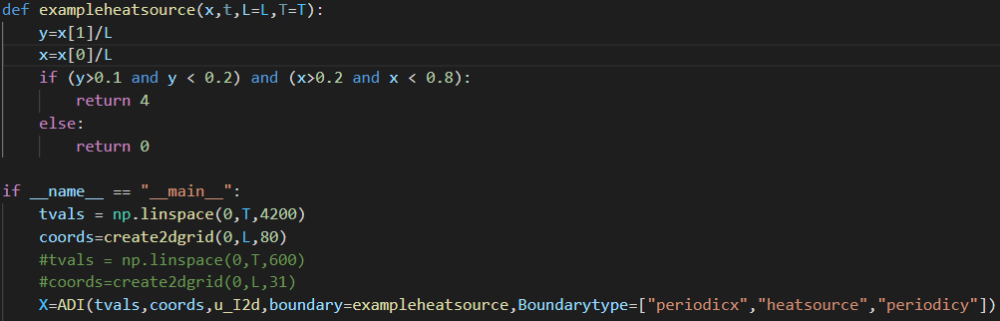 def exampleheatsource(x,t,L=L,T=T):
    y=x[1]/L
    x=x[0]/L
    if (y>0.1 and y < 0.2) and (x>0.2 and x < 0.8):
        return 4
    else:
        return 0
if __name__ == "__main__":
    tvals = np.linspace(0,T,4200)
    coords=create2dgrid(0,L,80)
    #tvals = np.linspace(0,T,600)
    #coords=create2dgrid(0,L,31)
    X=ADI(tvals,coords,u_I2d,boundary=exampleheatsource,Boundarytype=["periodicx","heatsource","periodicy"])